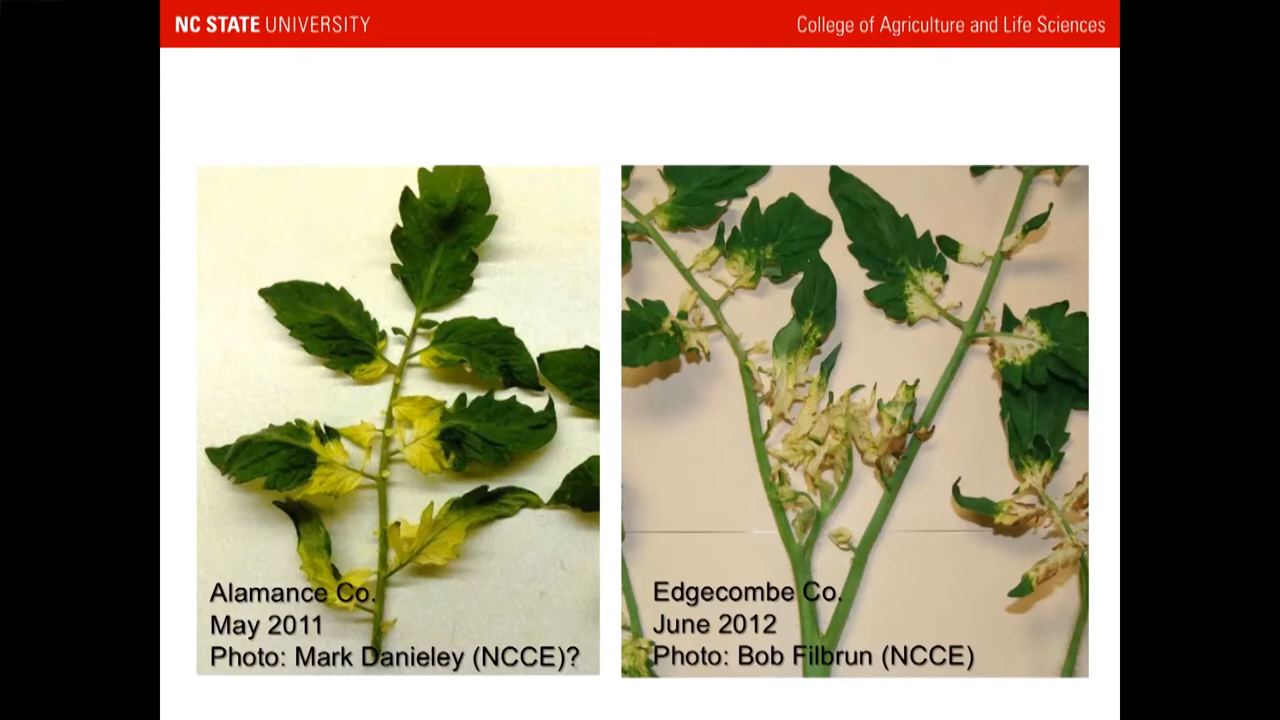 NC STATE UNIVERSITY
College of Agriculture and Life Sciences
Alamance Co.
May 2011
Photo: Mark Danieley (NCCE)?
Edgecombe Co.
June 2012
Photo: Bob Filbrun (NCCE)